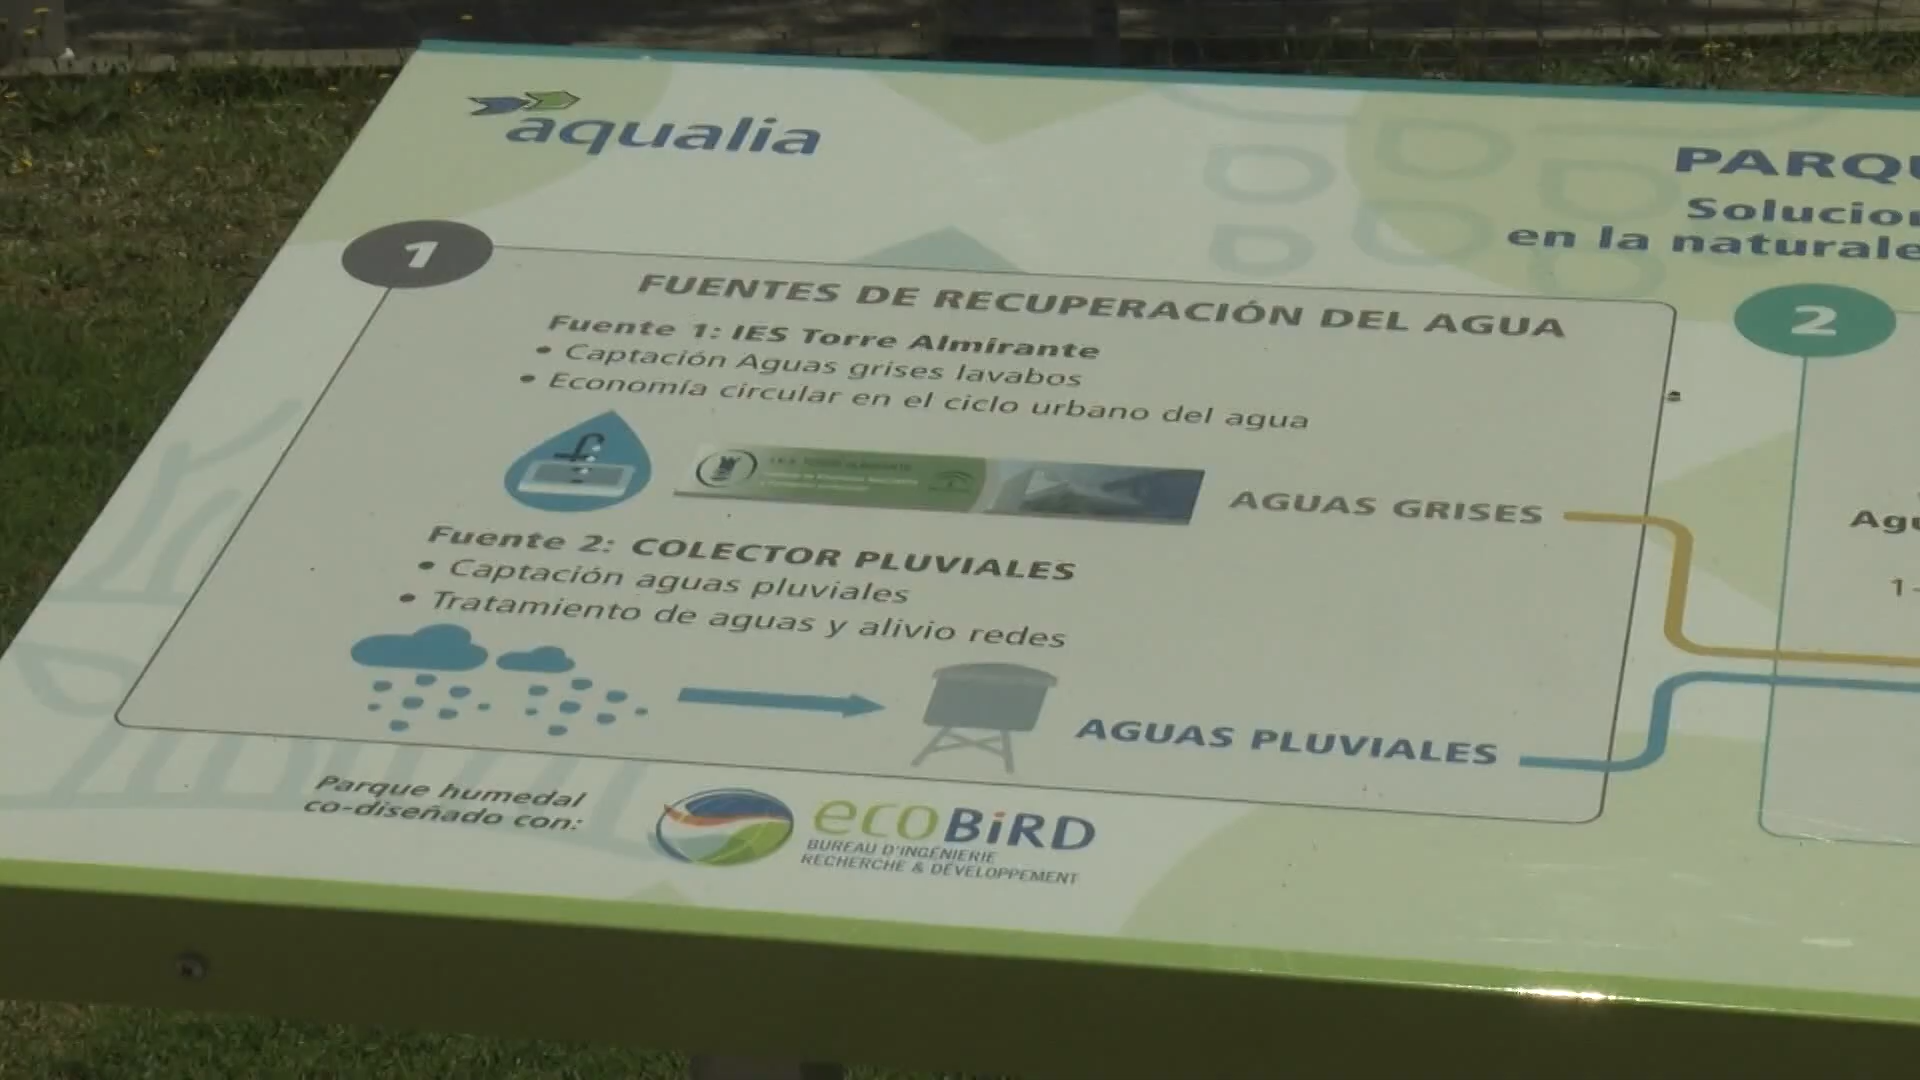 aqualia
PARQU
Solucion
en la naturale
1
FUENTES DE RECUPERACIÓN DEL AGUA
Fuente 1: IES Torre Almirante
• Captación Aguas grises lavabos
• Economía circular en el ciclo urbano del agua
AGUAS GRISES
Fuente 2: COLECTOR PLUVIALES
• Captación aguas pluviales
• Tratamiento de aguas y alivio redes
AGUAS PLUVIALES
2
Agu
1-
Parque humedal
co-diseñado con:
ecoBiRD
BUREAU D'INGÉNIERIE
RECHERCHE & DÉVELOPPEMENT